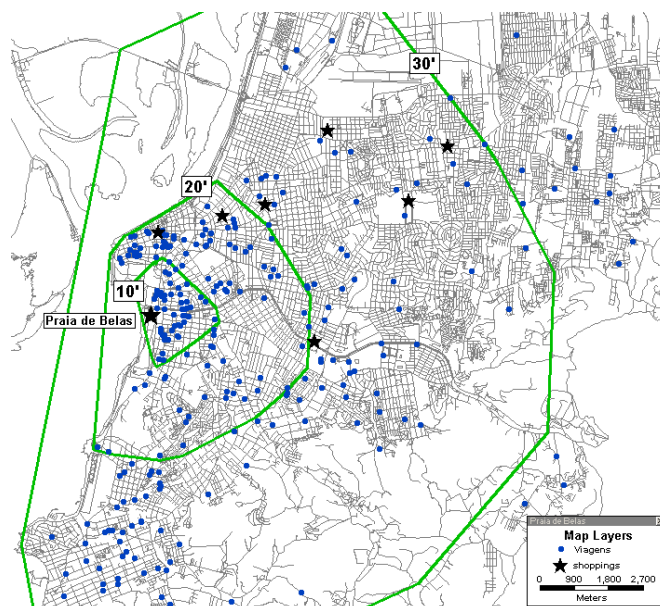 30'
20'
10'
Praia de Belas
Praia de Belas
Map Layers
Viagens
shoppings
0 900 1,800 2,700
Meters